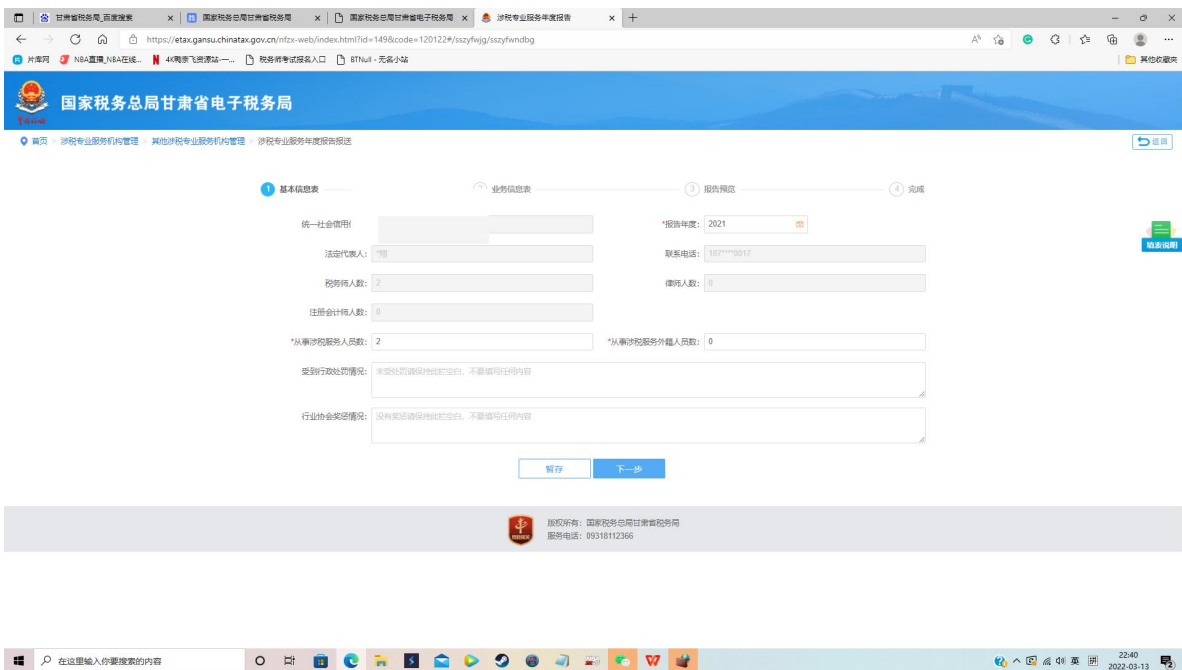 甘肃省税务局_百度搜索
国家税务总局甘肃省税务局
国家税务总局甘肃省电子税务局
涉税专业服务年度报告
https://etax.gansu.chinatax.gov.cn/nfzx-web/index.html?id=149&code=120122#/sszyfwjg/sszyfwndbg
片库网
NBA直播_NBA在线...
4K鸭奈飞资源站-一...
税务师考试报名入口
BTNull - 无名小站
其他收藏夹
国家税务总局甘肃省电子税务局
首页 > 涉税专业服务机构管理 > 其他涉税专业服务机构管理 > 涉税专业服务年度报告报送
返回
1 基本信息表
业务信息表
3 报告预览
4 完成
统一社会信用
*报告年度: 2021
法定代表人:
联系电话: 187****0017
税务师人数: 2
律师人数: 0
注册会计师人数: 0
*从事涉税服务人员数: 2
*从事涉税服务外籍人员数: 0
受到行政处罚情况: 未受处罚请保持此栏空白，不要填写任何内容
行业协会奖惩情况: 没有奖惩请保持此栏空白，不要填写任何内容
填表说明
暂存
下一步
版权所有: 国家税务总局甘肃省税务局
服务电话: 09318112366
在这里输入你要搜索的内容
英
拼
22:40
2022-03-13